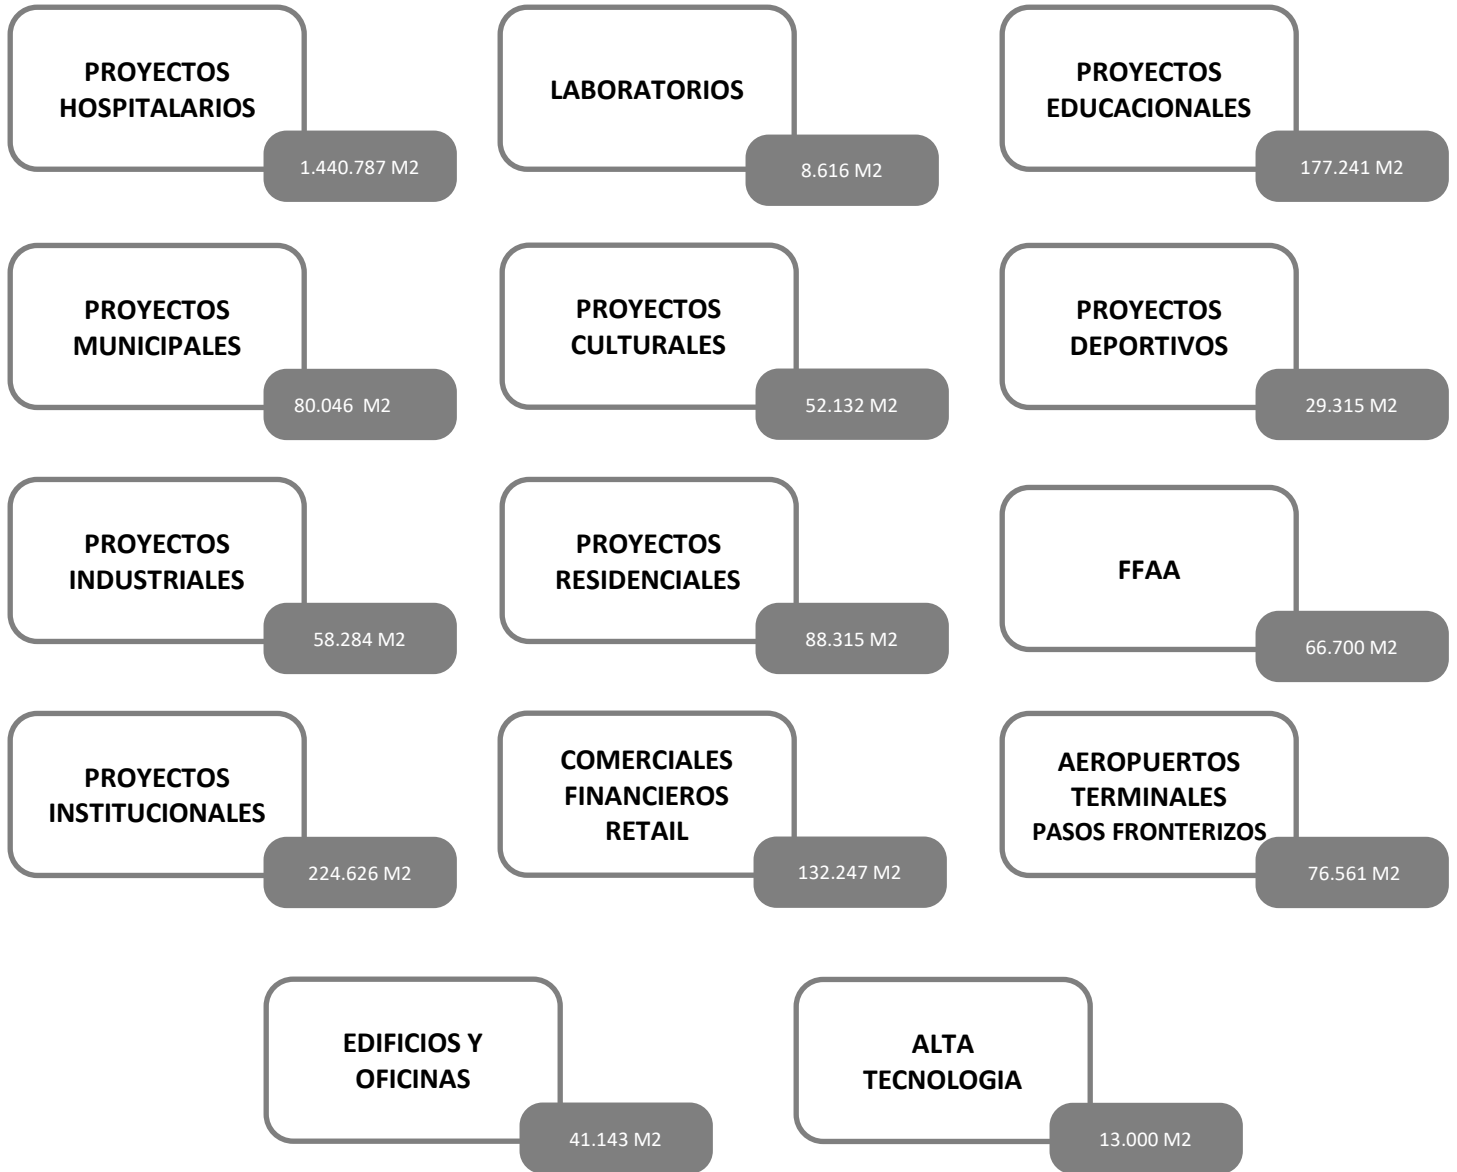 PROYECTOS
HOSPITALARIOS
1.440.787 M2
LABORATORIOS
8.616 M2
PROYECTOS
EDUCACIONALES
177.241 M2
PROYECTOS
MUNICIPALES
80.046  M2
PROYECTOS
CULTURALES
52.132 M2
PROYECTOS
DEPORTIVOS
29.315 M2
PROYECTOS
INDUSTRIALES
58.284 M2
PROYECTOS
RESIDENCIALES
88.315 M2
FFAA
66.700 M2
PROYECTOS
INSTITUCIONALES
224.626 M2
COMERCIALES
FINANCIEROS
RETAIL
132.247 M2
AEROPUERTOS
TERMINALES
PASOS FRONTERIZOS
76.561 M2
EDIFICIOS Y
OFICINAS
41.143 M2
ALTA
TECNOLOGIA
13.000 M2